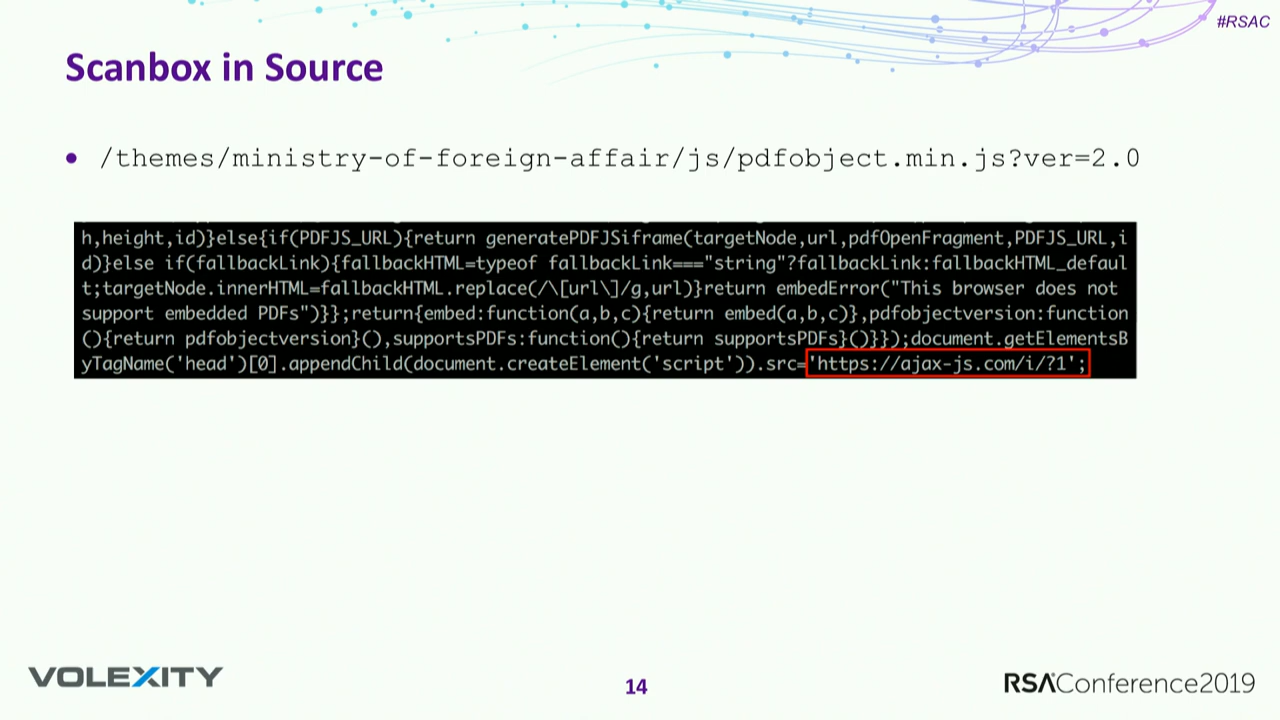 #RSAC
Scanbox in Source
• /themes/ministry-of-foreign-affair/js/pdfobject.min.js?ver=2.0
h,height,id)}else{if(PDFJS_URL){return generatePDFJSiframe(targetNode,url,pdfOpenFragment,PDFJS_URL,i
d)}else if(fallbackLink){fallbackHTML=typeof fallbackLink==="string"?fallbackLink:fallbackHTML_defaul
t;targetNode.innerHTML=fallbackHTML.replace(/\[url\]/g,url)}return embedError("This browser does not
support embedded PDFs")}};return{embed:function(a,b,c){return embed(a,b,c)},pdfobjectversion:function
(){return pdfobjectversion}(),supportsPDFs:function(){return supportsPDFs}()}});document.getElementsB
yTagName('head')[0].appendChild(document.createElement('script')).src='https://ajax-js.com/i/?1';
VOLEXITY
14
RSAConference2019